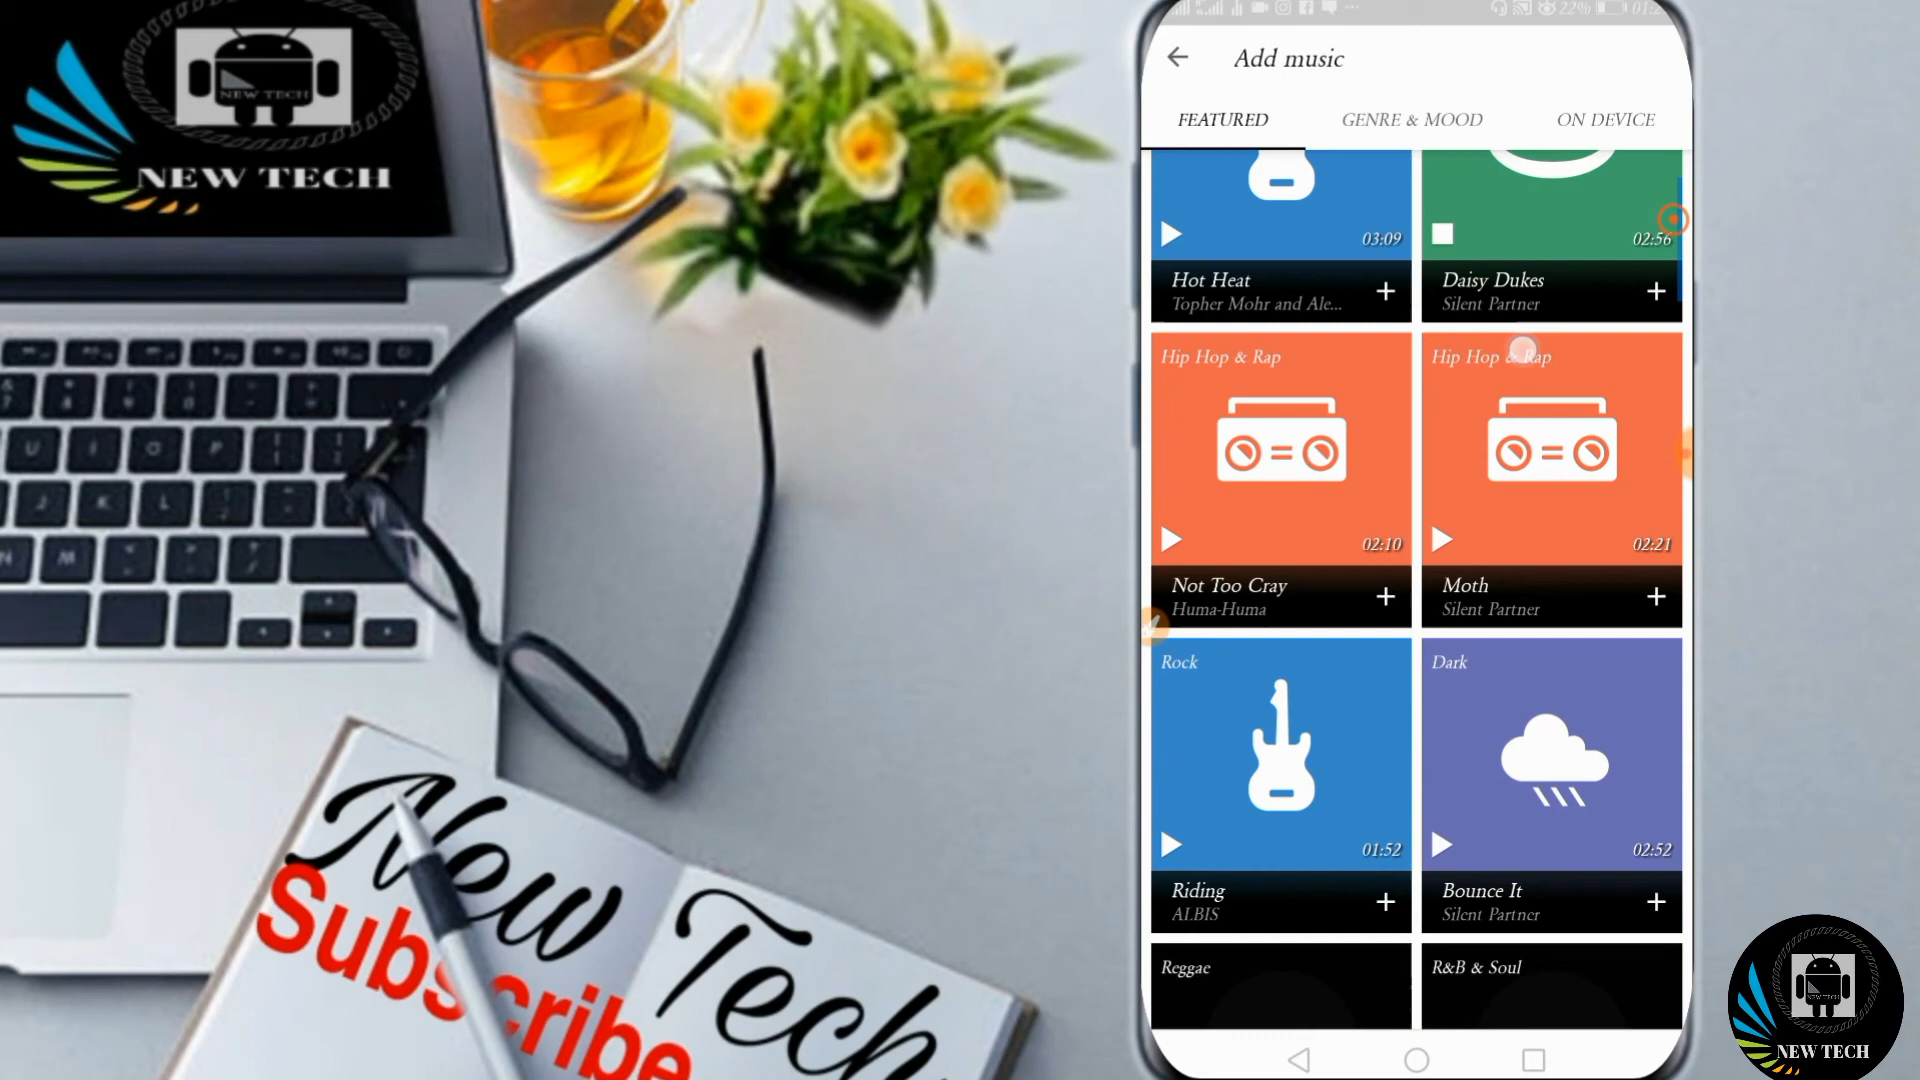 NEW TECH
NEW TECH
New Tech
Subscribe
22%
Add music
FEATURED
GENRE & MOOD
ON DEVICE
03:09
02:56
Hot Heat
Topher Mohr and Ale...
Daisy Dukes
Silent Partner
Hip Hop & Rap
Hip Hop & Rap
02:10
02:21
Not Too Cray
Huma-Huma
Moth
Silent Partner
Rock
Dark
01:52
02:52
Riding
ALBIS
Bounce It
Silent Partner
Reggae
R&B & Soul
NEW TECH
NEW TECH